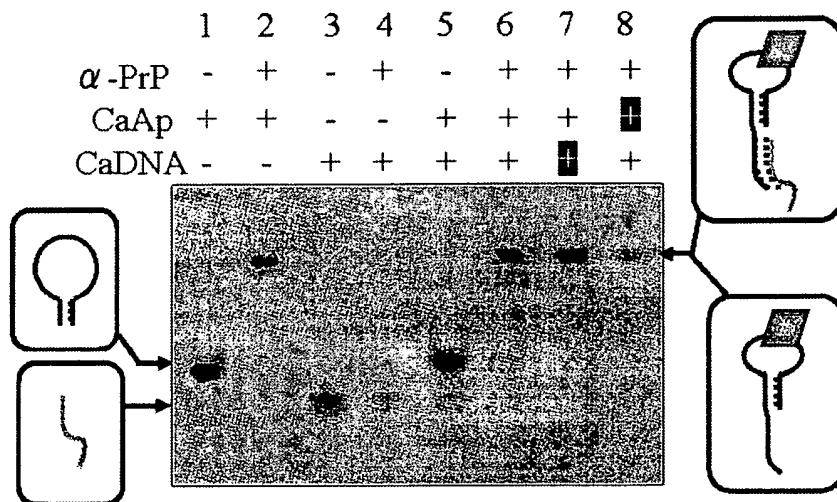 1 2 3 4 5 6 7 8
α-PrP - + - + - + + +
CaAp + + - - + + + +
CaDNA - - + + + + + +